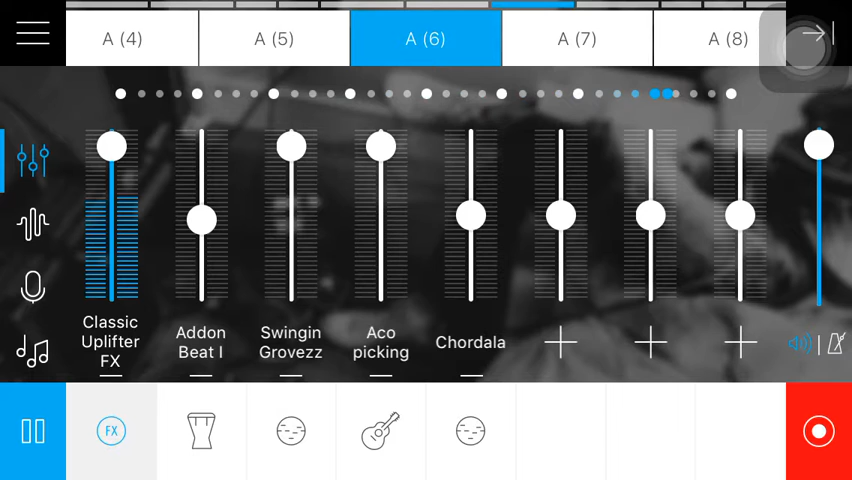 A (4)
A (5)
A (6)
A (7)
A (8)
Classic
Uplifter
FX
Addon
Beat I
Swingin
Grovezz
Aco
picking
Chordala
FX